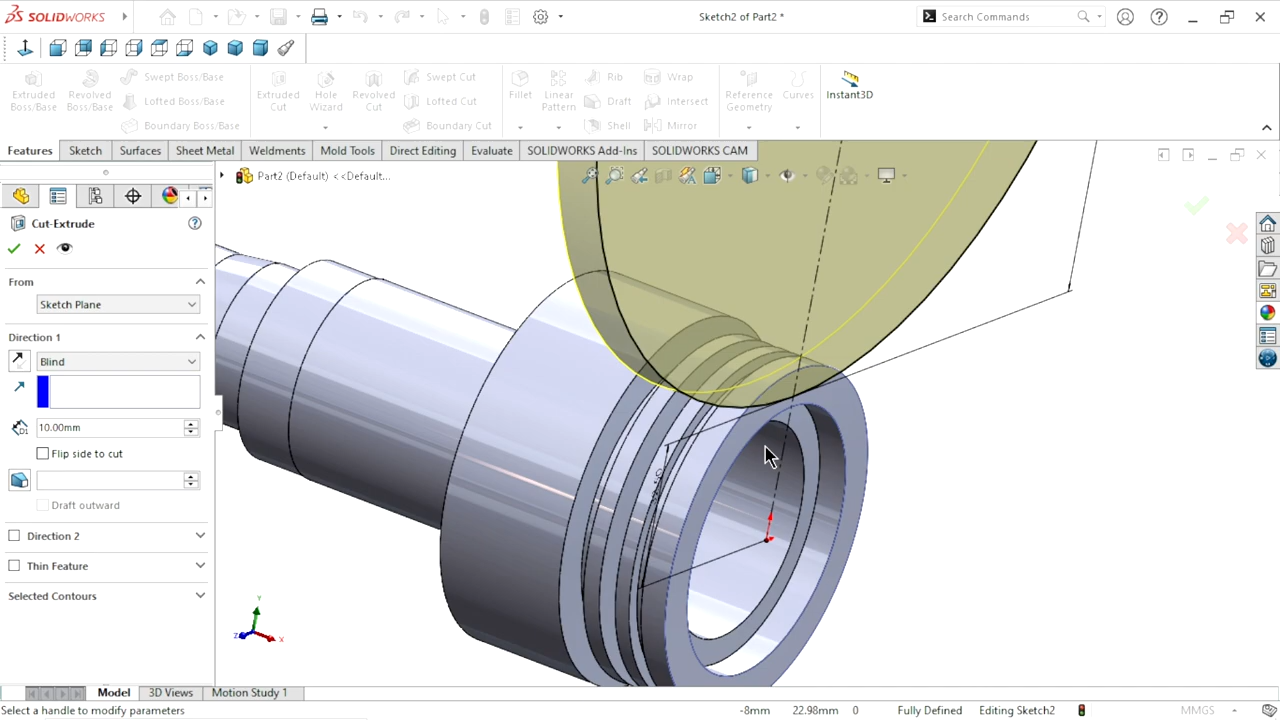 SOLIDWORKS
Sketch2 of Part2 *
Search Commands
Extruded Boss/Base
Revolved Boss/Base
Swept Boss/Base
Lofted Boss/Base
Boundary Boss/Base
Extruded Cut
Hole Wizard
Revolved Cut
Swept Cut
Lofted Cut
Boundary Cut
Fillet
Linear Pattern
Rib
Draft
Shell
Wrap
Intersect
Mirror
Reference Geometry
Curves
Instant3D
Features Sketch Surfaces Sheet Metal Weldments Mold Tools Direct Editing Evaluate SOLIDWORKS Add-Ins SOLIDWORKS CAM
Part2 (Default) <<Default...
Cut-Extrude
From
Sketch Plane
Direction 1
Blind
10.00mm
Flip side to cut
Draft outward
Direction 2
Thin Feature
Selected Contours
Y
Z
X
Model 3D Views Motion Study 1
Select a handle to modify parameters
-8mm 22.98mm 0 Fully Defined Editing Sketch2 MMGS